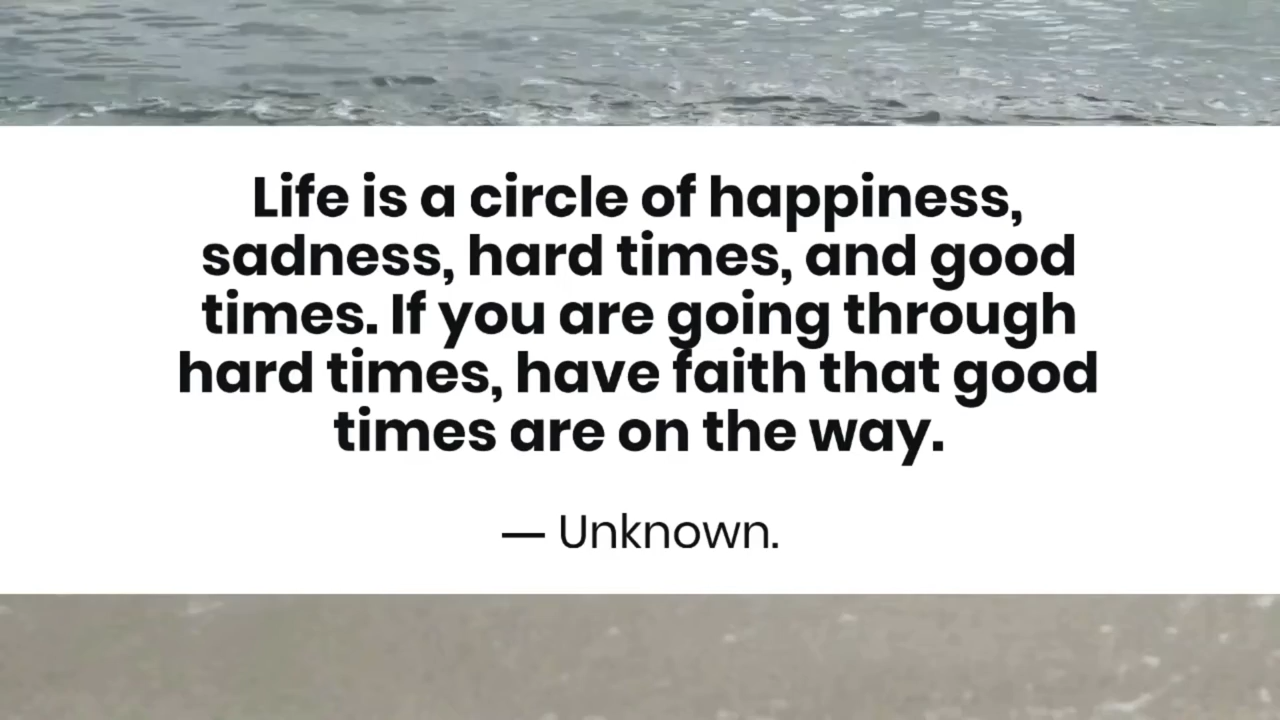 Life is a circle of happiness,
sadness, hard times, and good
times. If you are going through
hard times, have faith that good
times are on the way.
— Unknown.